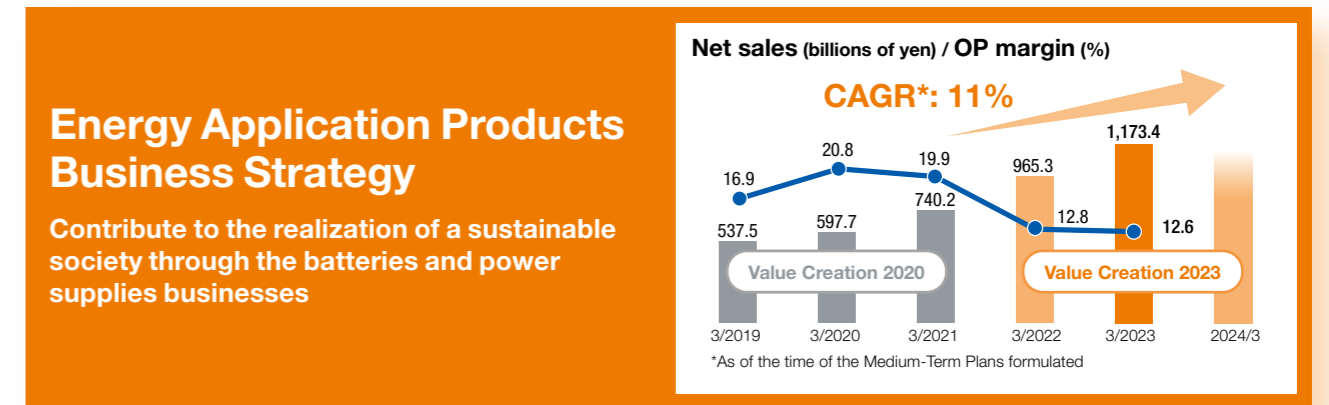 Energy Application Products
Business Strategy
Contribute to the realization of a sustainable
society through the batteries and power
supplies businesses
Net sales (billions of yen) / OP margin (%)
CAGR*: 11%
16.9
20.8
19.9
12.8
12.6
537.5
597.7
740.2
965.3
1,173.4
Value Creation 2020
Value Creation 2023
3/2019
3/2020
3/2021
3/2022
3/2023
2024/3
*As of the time of the Medium-Term Plans formulated